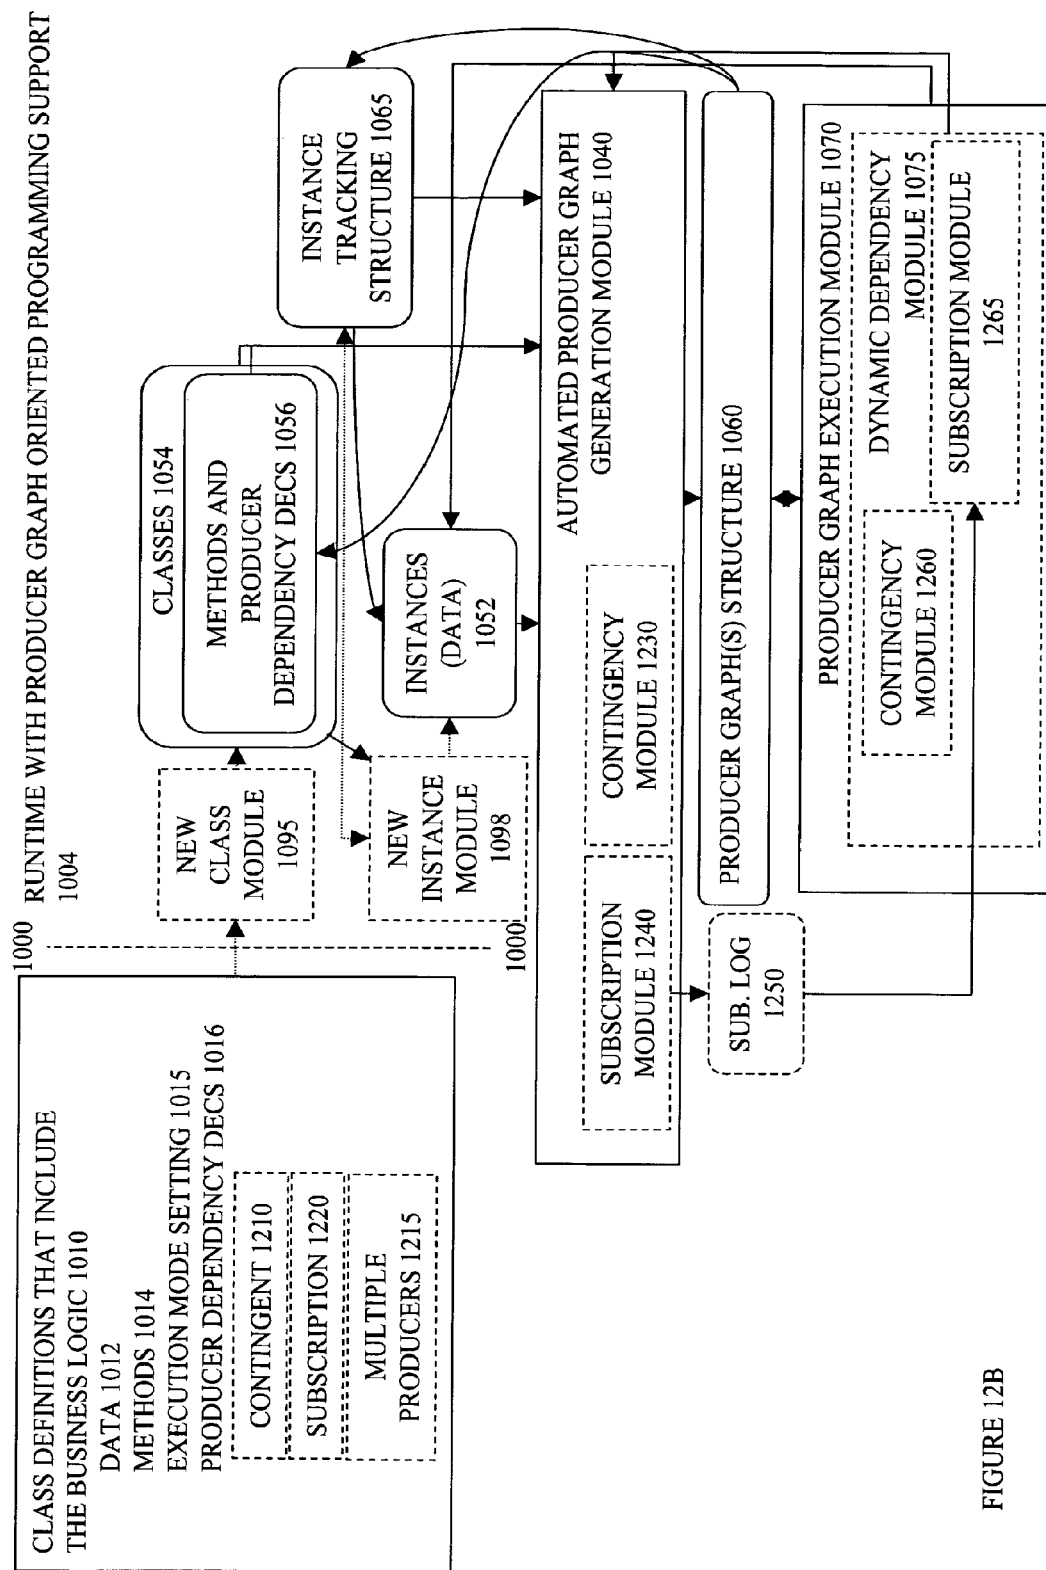 1000
RUNTIME WITH PRODUCER GRAPH ORIENTED PROGRAMMING SUPPORT
1004
CLASS DEFINITIONS THAT INCLUDE
THE BUSINESS LOGIC 1010
DATA 1012
METHODS 1014
EXECUTION MODE SETTING 1015
PRODUCER DEPENDENCY DECS 1016
CONTINGENT 1210
SUBSCRIPTION 1220
MULTIPLE
PRODUCERS 1215
NEW
CLASS
MODULE
1095
CLASSES 1054
METHODS AND
PRODUCER
DEPENDENCY DECS 1056
INSTANCE
TRACKING
STRUCTURE 1065
NEW
INSTANCE
MODULE
1098
INSTANCES
(DATA)
1052
1000
AUTOMATED PRODUCER GRAPH
GENERATION MODULE 1040
SUBSCRIPTION
MODULE 1240
CONTINGENCY
MODULE 1230
SUB. LOG
1250
PRODUCER GRAPH(S) STRUCTURE 1060
PRODUCER GRAPH EXECUTION MODULE 1070
DYNAMIC DEPENDENCY
MODULE 1075
CONTINGENCY
MODULE 1260
SUBSCRIPTION MODULE
1265
FIGURE 12B